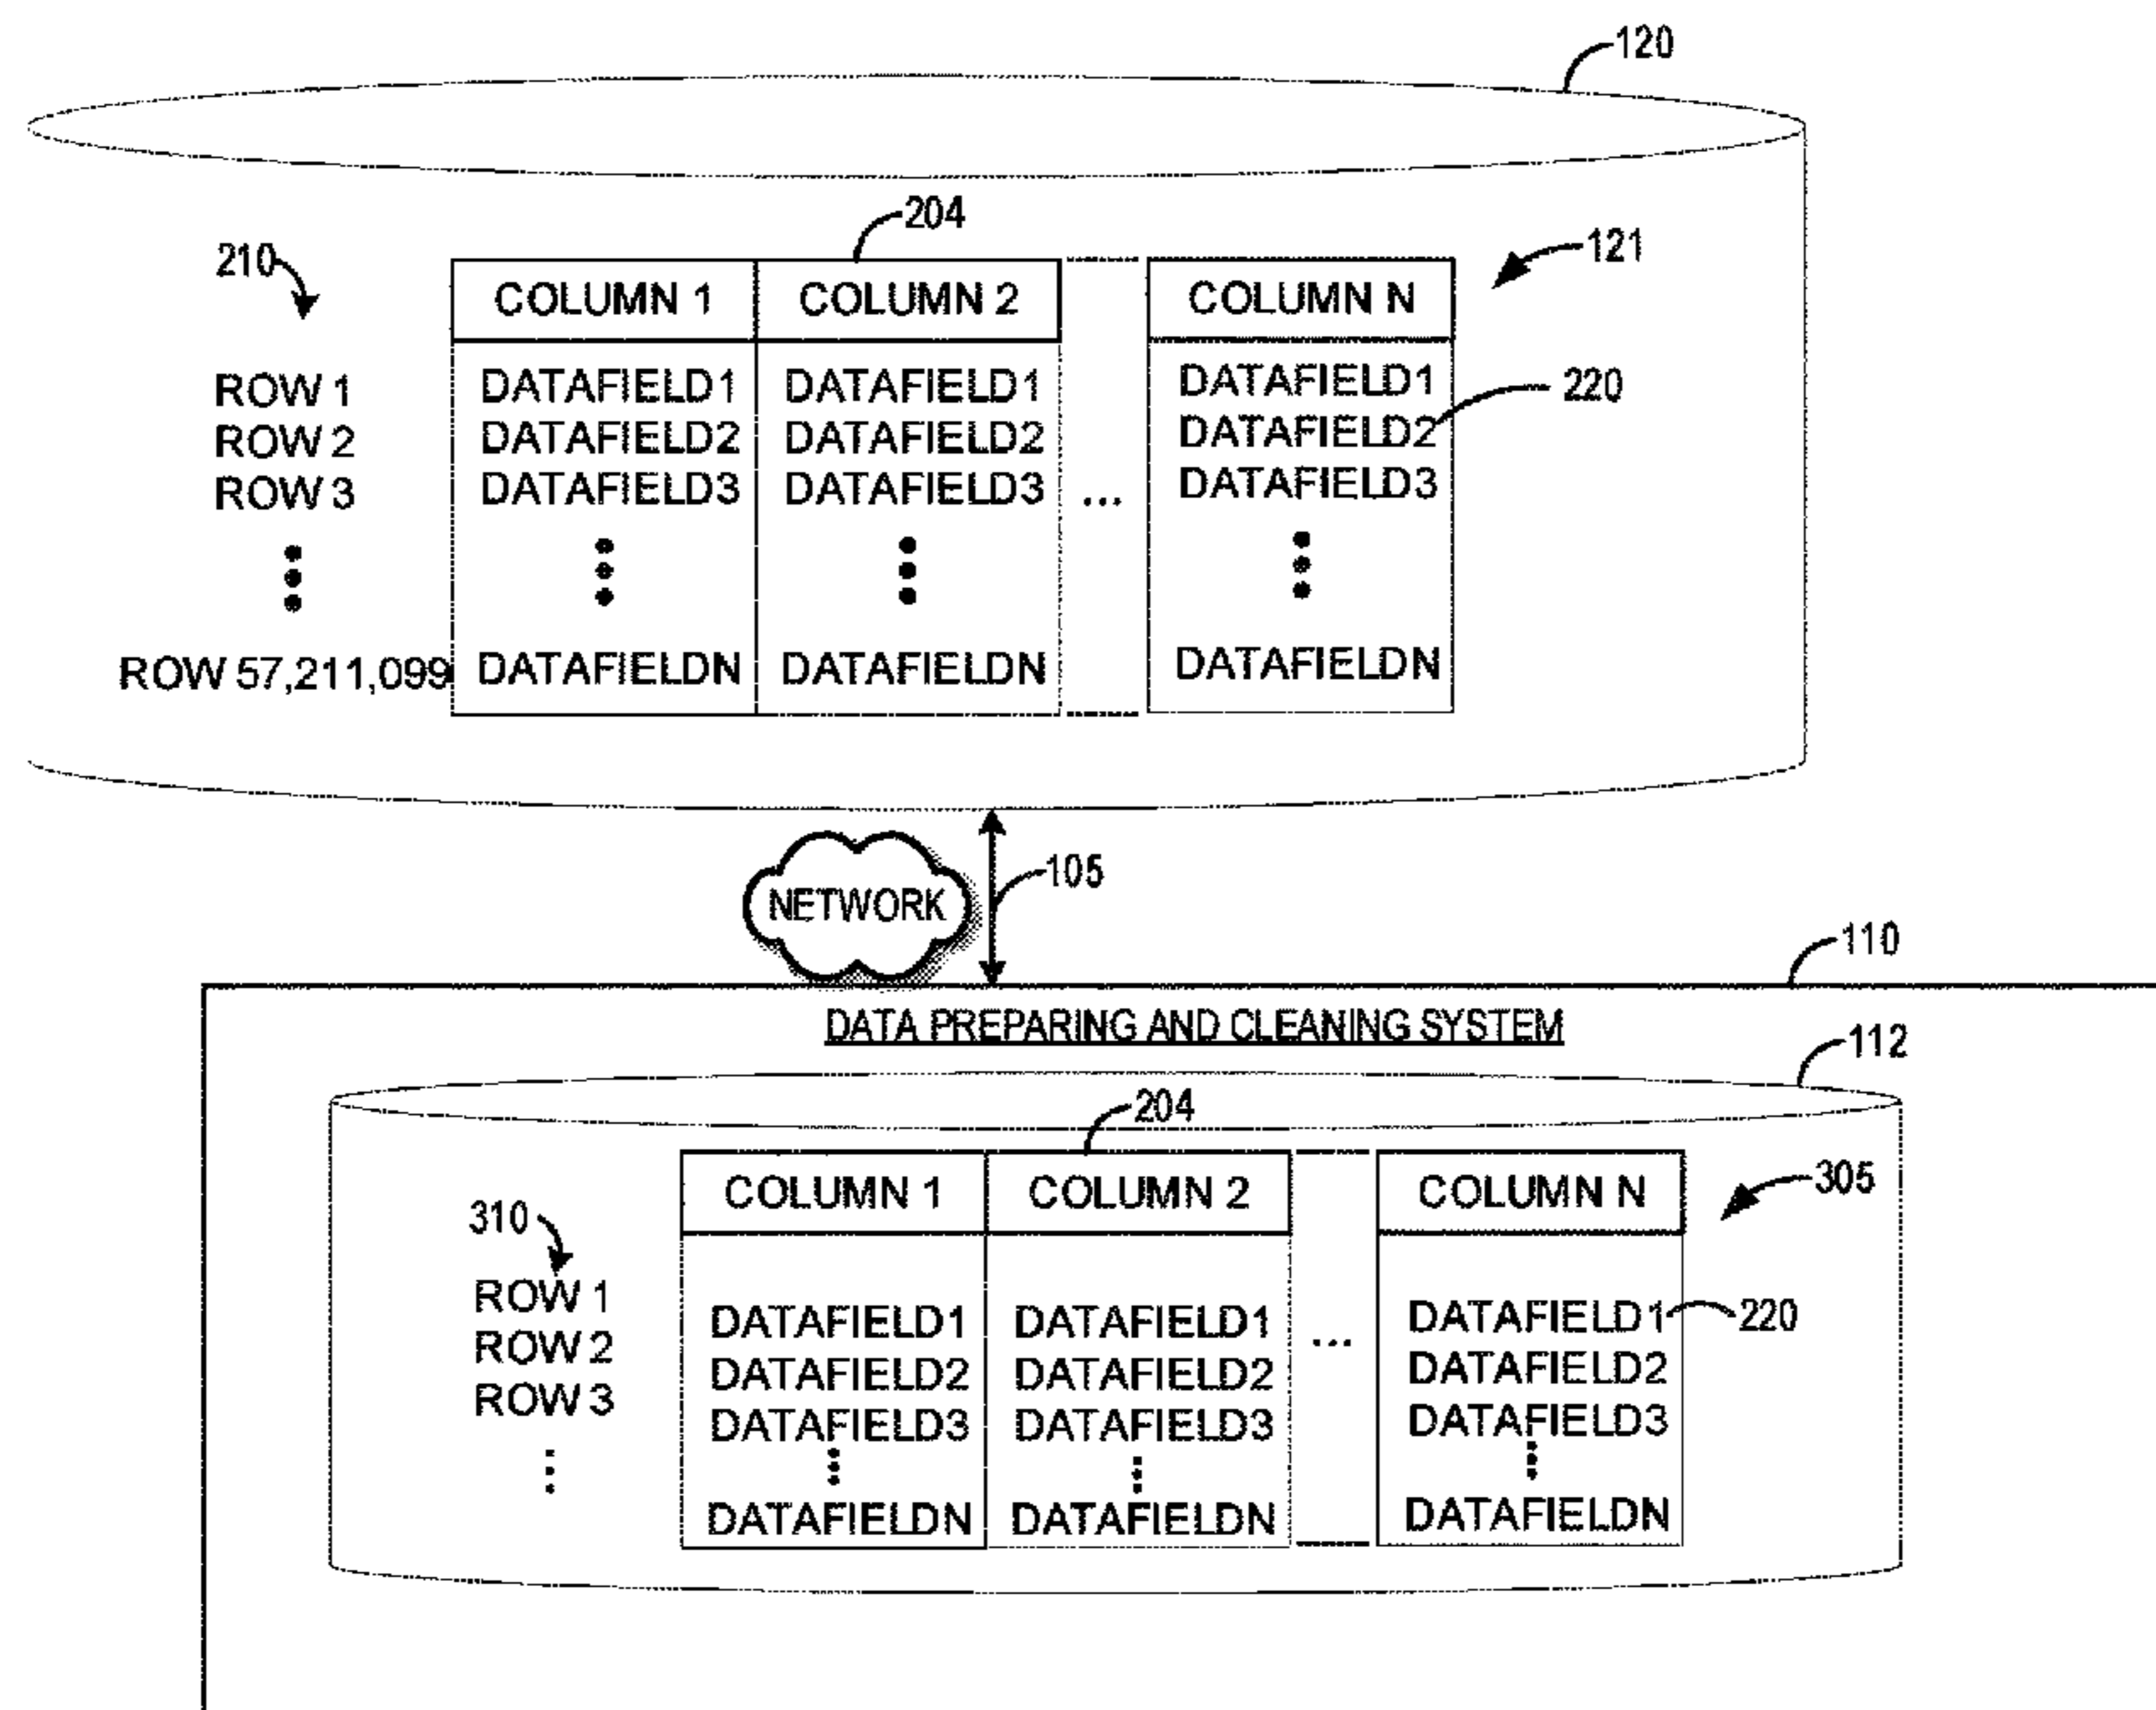 120
204
210
121
COLUMN 1 COLUMN 2 COLUMN N
ROW 1 DATAFIELD1 DATAFIELD1 DATAFIELD1 220
ROW 2 DATAFIELD2 DATAFIELD2 DATAFIELD2
ROW 3 DATAFIELD3 DATAFIELD3 ... DATAFIELD3
ROW 57,211,099 DATAFIELDN DATAFIELDN DATAFIELDN
NETWORK 105
110
DATA PREPARING AND CLEANING SYSTEM
112
204
COLUMN 1 COLUMN 2 COLUMN N 305
310
ROW 1 DATAFIELD1 DATAFIELD1 ... DATAFIELD1 220
ROW 2 DATAFIELD2 DATAFIELD2 DATAFIELD2
ROW 3 DATAFIELD3 DATAFIELD3 DATAFIELD3
DATAFIELDN DATAFIELDN DATAFIELDN